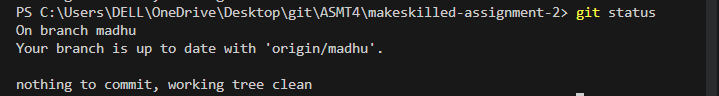 PS C:\Users\DELL\OneDrive\Desktop\git\ASMT4\makeskilled-assignment-2> git status
On branch madhu
Your branch is up to date with 'origin/madhu'.

nothing to commit, working tree clean